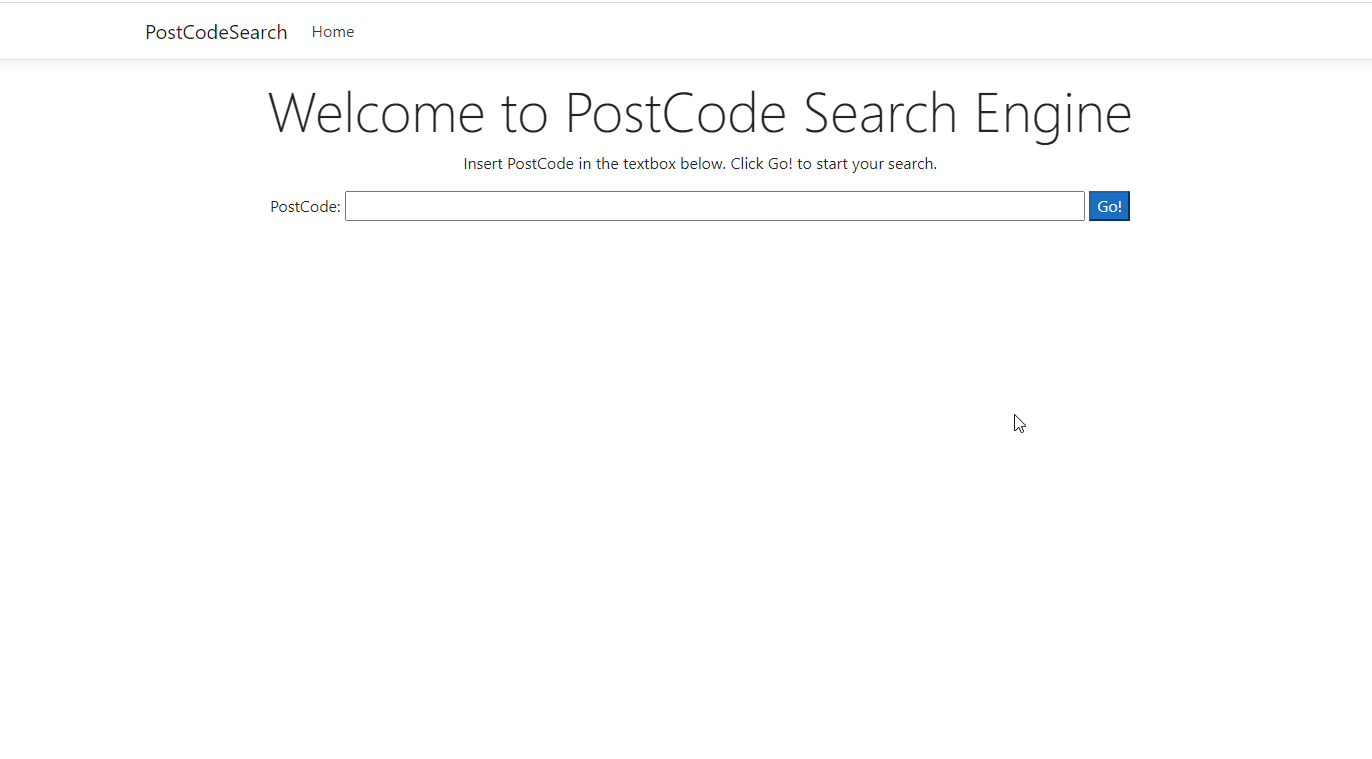 PostCodeSearch Home
Welcome to PostCode Search Engine
Insert PostCode in the textbox below. Click Go! to start your search.
PostCode: Go!